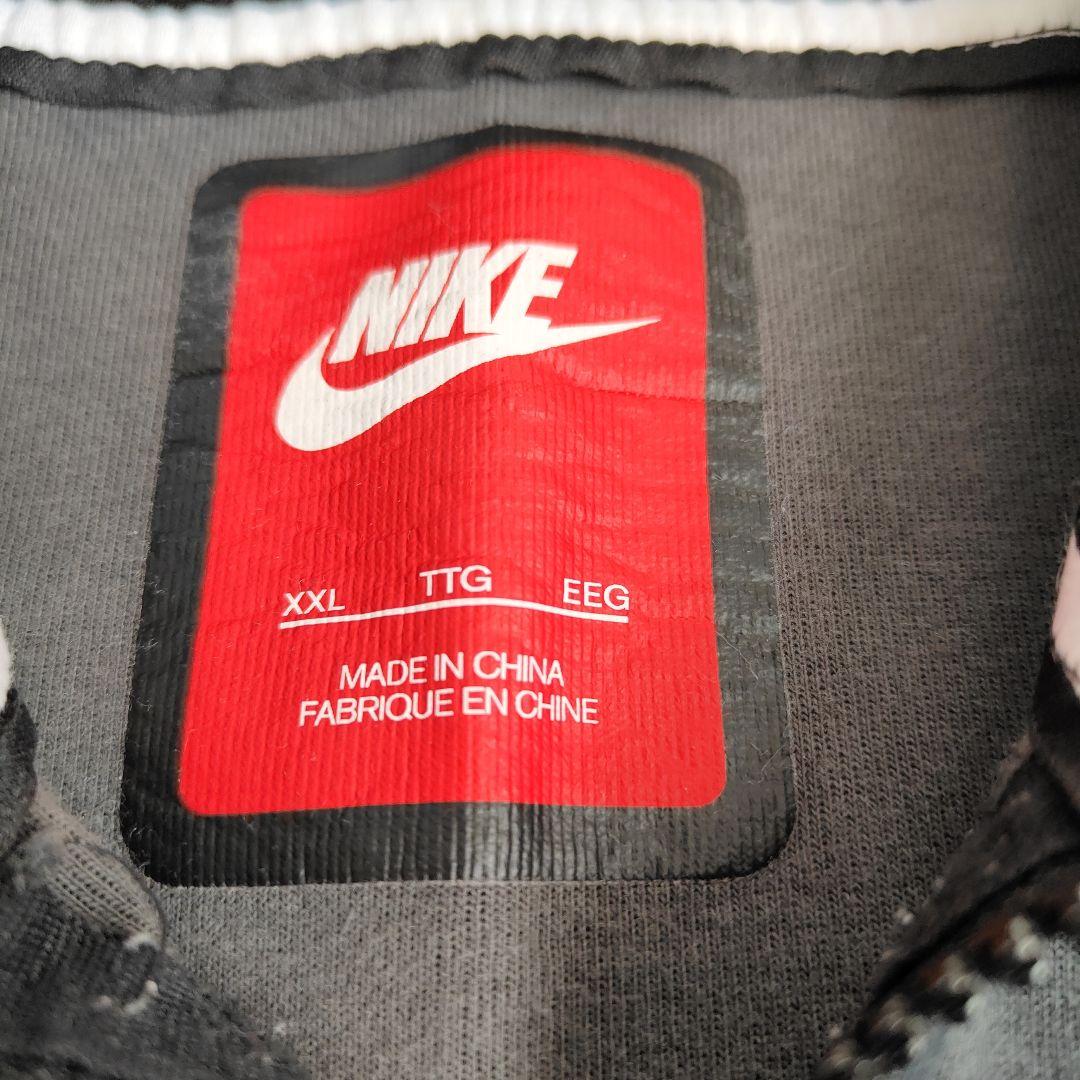 NIKE
XXL TTG EEG
MADE IN CHINA
FABRIQUE EN CHINE